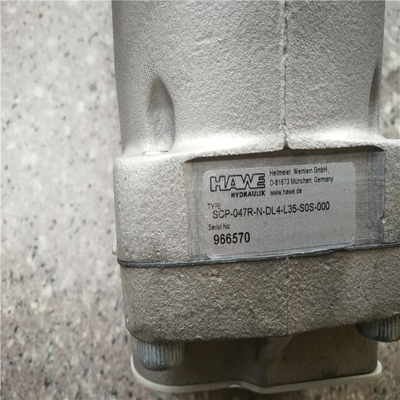 HAWE
HYDRAULIK
Heilmeier Weinlein GmbH,
D-81673 München, Germany
www.hawe.de
TYPE
SCP-047R-N-DL4-L35-S0S-000
Serial No
966570